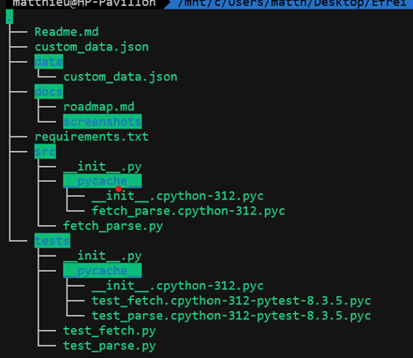 matthieu@HP-Pavillon /mnt/c/Users/matth/Desktop/Efrei
.
├── Readme.md
├── custom_data.json
├── data
│   └── custom_data.json
├── docs
│   ├── roadmap.md
│   └── screenshots
├── requirements.txt
├── src
│   ├── __init__.py
│   ├── __pycache__
│   │   ├── __init__.cpython-312.pyc
│   │   └── fetch_parse.cpython-312.pyc
│   └── fetch_parse.py
└── tests
    ├── __init__.py
    ├── __pycache__
    │   ├── __init__.cpython-312.pyc
    │   ├── test_fetch.cpython-312-pytest-8.3.5.pyc
    │   └── test_parse.cpython-312-pytest-8.3.5.pyc
    ├── test_fetch.py
    └── test_parse.py